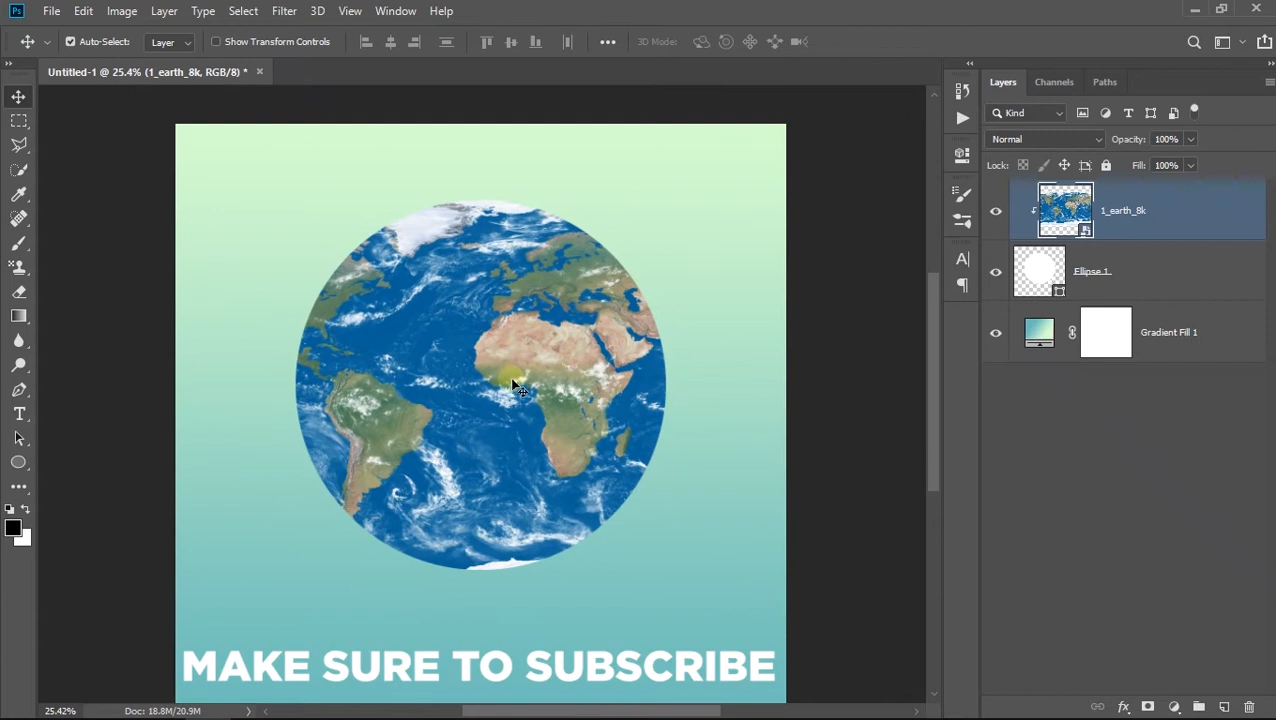 Ps File Edit Image Layer Type Select Filter 3D View Window Help
Auto-Select: Layer Show Transform Controls 3D Mode:
Untitled-1 @ 25.4% (1_earth_8k, RGB/8) *
Layers Channels Paths
Kind
Normal Opacity: 100%
Lock: Fill: 100%
1_earth_8k
Ellipse 1
Gradient Fill 1
MAKE SURE TO SUBSCRIBE
25.42% Doc: 18.8M/20.9M
fx